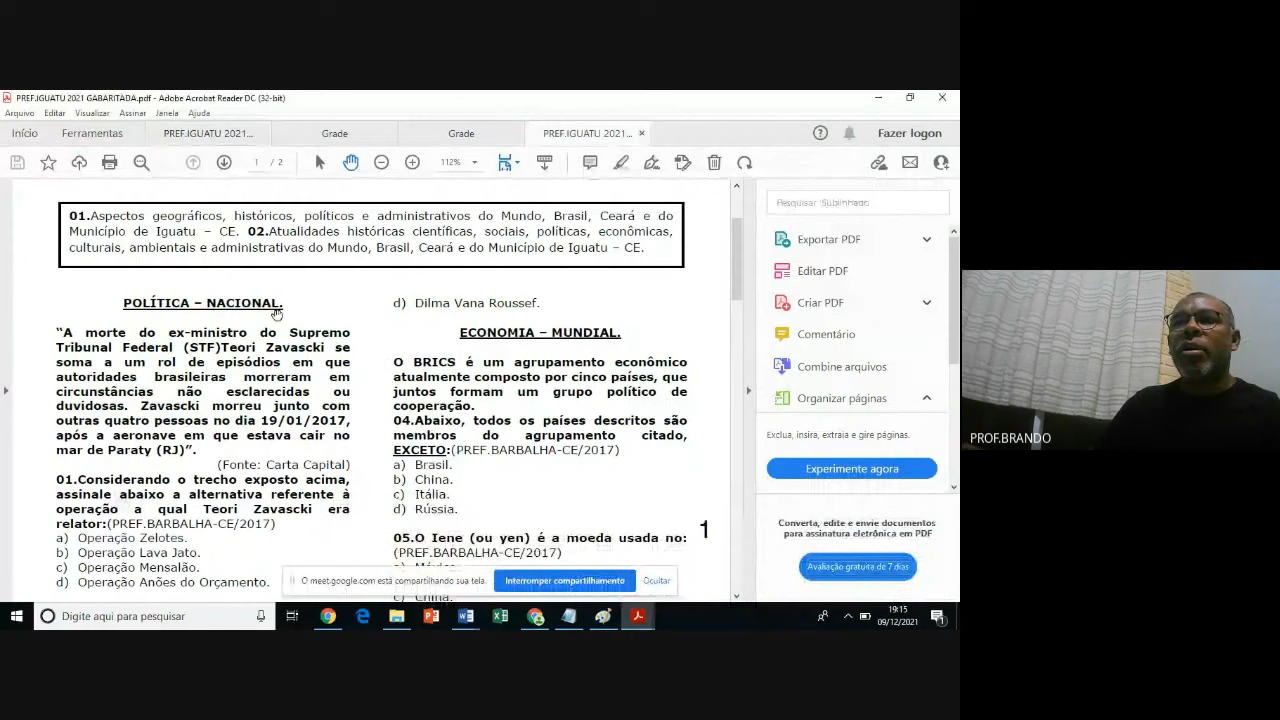 PREF.IGUATU 2021 GABARITADA.pdf - Adobe Acrobat Reader DC (32-bit)
Arquivo Editar Visualizar Assinar Janela Ajuda
Início Ferramentas PREF.IGUATU 2021... Grade Grade PREF.IGUATU 2021... × Fazer logon
1 / 2 112%
01.Aspectos geográficos, históricos, políticos e administrativos do Mundo, Brasil, Ceará e do
Município de Iguatu – CE. 02.Atualidades históricas científicas, sociais, políticas, econômicas,
culturais, ambientais e administrativas do Mundo, Brasil, Ceará e do Município de Iguatu – CE.
POLÍTICA – NACIONAL.
“A morte do ex-ministro do Supremo
Tribunal Federal (STF)Teori Zavascki se
soma a um rol de episódios em que
autoridades brasileiras morreram em
circunstâncias não esclarecidas ou
duvidosas. Zavascki morreu junto com
outras quatro pessoas no dia 19/01/2017,
após a aeronave em que estava cair no
mar de Paraty (RJ)”.
(Fonte: Carta Capital)
01.Considerando o trecho exposto acima,
assinale abaixo a alternativa referente à
operação a qual Teori Zavascki era
relator:(PREF.BARBALHA-CE/2017)
a) Operação Zelotes.
b) Operação Lava Jato.
c) Operação Mensalão.
d) Operação Anões do Orçamento.
d) Dilma Vana Roussef.
ECONOMIA – MUNDIAL.
O BRICS é um agrupamento econômico
atualmente composto por cinco países, que
juntos formam um grupo político de
cooperação.
04.Abaixo, todos os países descritos são
membros do agrupamento citado,
EXCETO:(PREF.BARBALHA-CE/2017)
a) Brasil.
b) China.
c) Itália.
d) Rússia.
05.O Iene (ou yen) é a moeda usada no:
(PREF.BARBALHA-CE/2017)
c) China.
1
Pesquisar 'Sublinhado'
Exportar PDF
Editar PDF
Criar PDF
Comentário
Combine arquivos
Organizar páginas
Exclua, insira, extraia e gire páginas.
Experimente agora
Converta, edite e envie documentos
para assinatura eletrônica em PDF
Avaliação gratuita de 7 dias
O meet.google.com está compartilhando sua tela. Interromper compartilhamento Ocultar
Digite aqui para pesquisar
19:15
09/12/2021
1
PROF.BRANDO